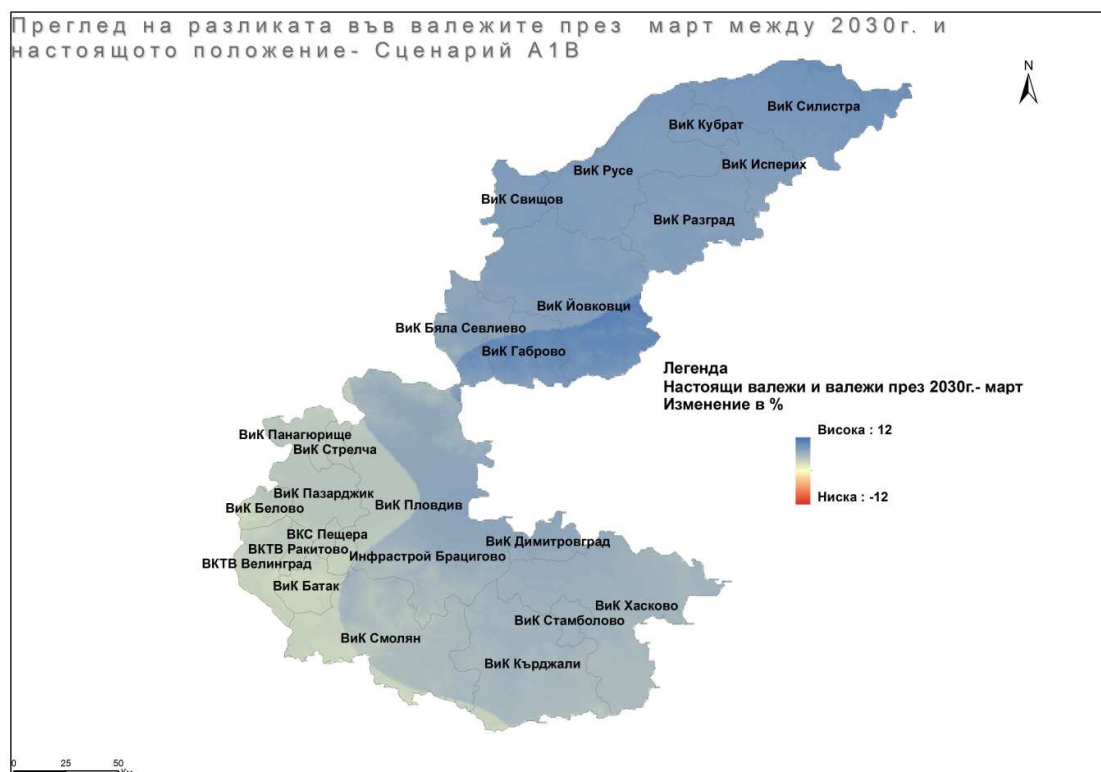 Преглед на разликата във валежите през март между 2030г. и
настоящото положение- Сценарий А1В
N
ВиК Силистра
ВиК Кубрат
ВиК Исперих
ВиК Русе
ВиК Свищов
ВиК Разград
ВиК Йовковци
ВиК Бяла Севлиево
ВиК Габрово
Легенда
Настоящи валежи и валежи през 2030г.- март
Изменение в %
Висока : 12
Ниска : -12
ВиК Панагюрище
ВиК Стрелча
ВиК Пазарджик
ВиК Белово
ВиК Пловдив
ВКС Пещера
ВКТВ Ракитово
ВКТВ Велинград
Инфрастрой Брацигово
ВиК Димитровград
ВиК Батак
ВиК Хасково
ВиК Стамболово
ВиК Смолян
ВиК Кърджали
0 25 50
Км